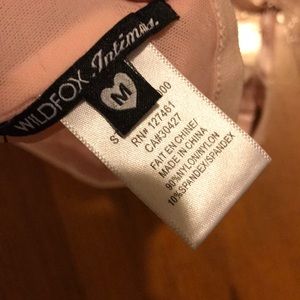 WILDFOX Intimates.
M
RN# 127461
CA#30427
FAIT EN CHINE/
MADE IN CHINA
90%NYLON/NYLON
10%SPANDEX/SPANDEX